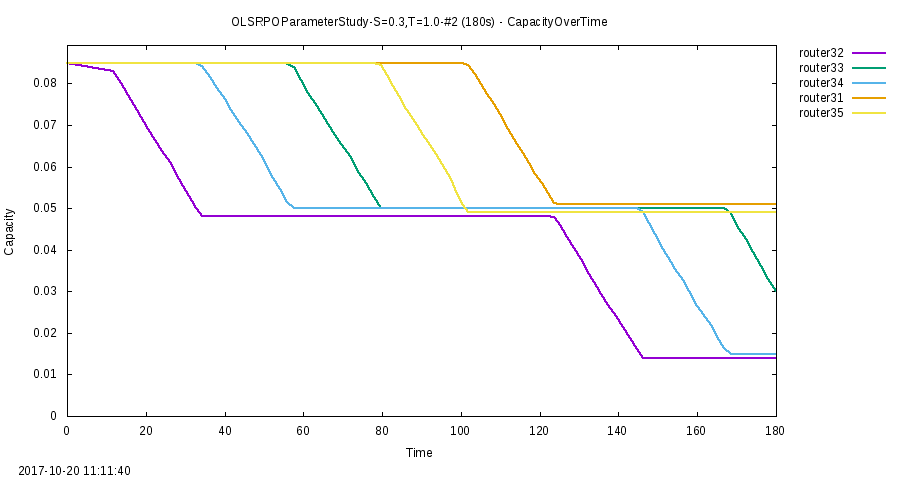 OLSRPOParameterStudy-S=0.3,T=1.0-#2 (180s) - CapacityOverTime
router32
router33
router34
router31
router35
0.08
0.07
0.06
0.05
0.04
0.03
0.02
0.01
0
Capacity
0 20 40 60 80 100 120 140 160 180
Time
2017-10-20 11:11:40